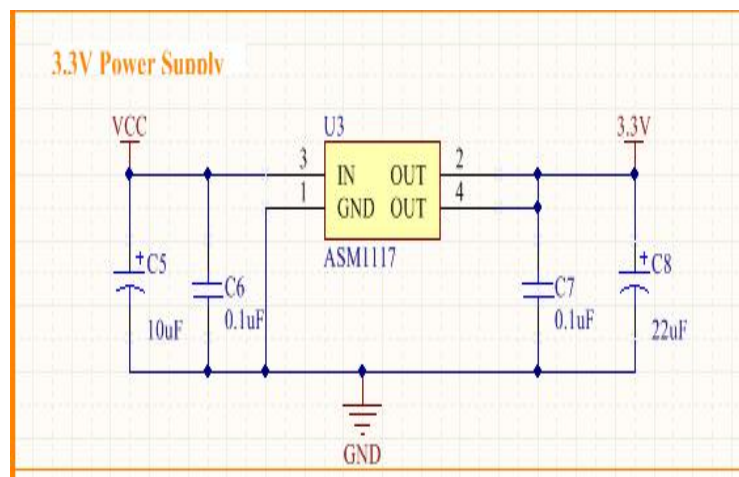 3.3V Power Supply
VCC
U3
3.3V
3
IN
OUT
2
1
GND
OUT
4
ASM1117
+
C5
10uF
C6
0.1uF
C7
0.1uF
+
C8
22uF
GND